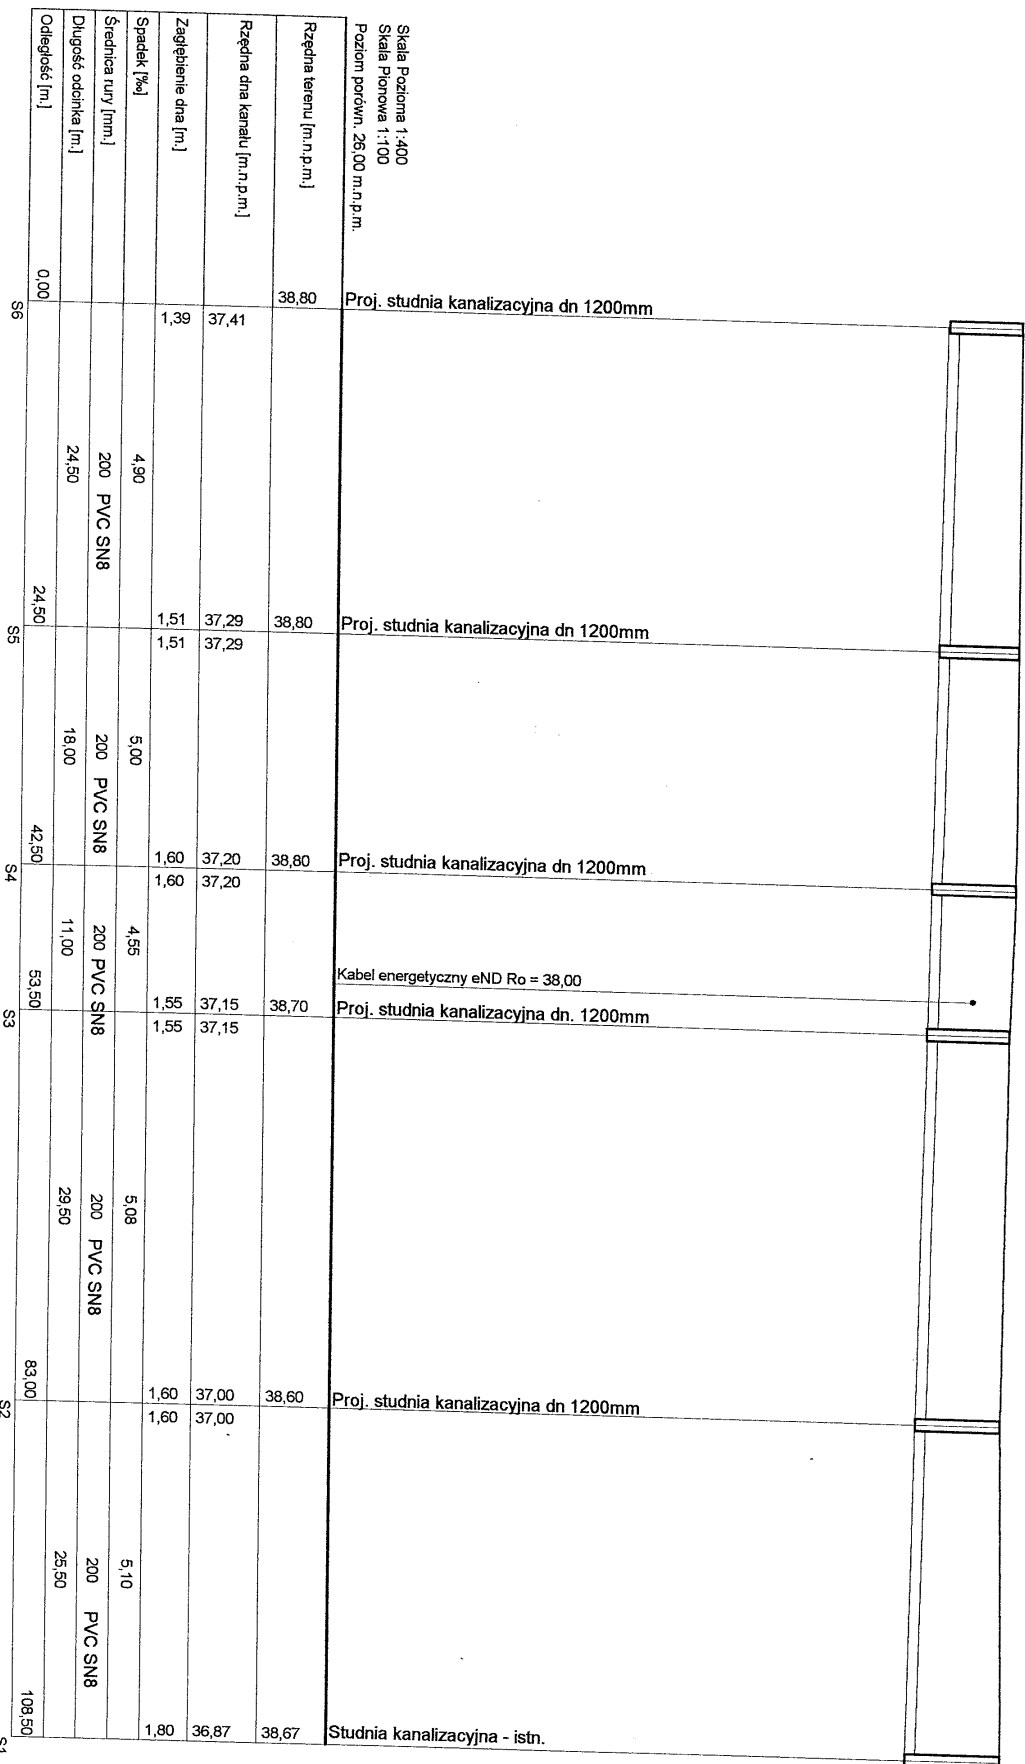 Skala Pozioma 1:400
Skala Pionowa 1:100
Poziom porówn. 26,00 m.n.p.m.
Proj. studnia kanalizacyjna dn 1200mm
Proj. studnia kanalizacyjna dn 1200mm
Proj. studnia kanalizacyjna dn 1200mm
Kabel energetyczny eND Ro = 38,00
Proj. studnia kanalizacyjna dn. 1200mm
Proj. studnia kanalizacyjna dn 1200mm
Studnia kanalizacyjna - istn.
Rzędna terenu [m.n.p.m.] 38,80 38,80 38,80 38,70 38,60 38,67
Rzędna dna kanału [m.n.p.m.] 37,41 37,29 37,29 37,20 37,20 37,15 37,15 37,00 37,00 36,87
Zagłębienie dna [m.] 1,39 1,51 1,51 1,60 1,60 1,55 1,55 1,60 1,60 1,80
Spadek [‰] 4,90 5,00 4,55 5,08 5,10
Średnica rury [mm.] 200 PVC SN8 200 PVC SN8 200 PVC SN8 200 PVC SN8 200 PVC SN8
Długość odcinka [m.] 24,50 18,00 11,00 29,50 25,50
Odległość [m.] 0,00 24,50 42,50 53,50 83,00 108,50
S6 S5 S4 S3 S2 S1